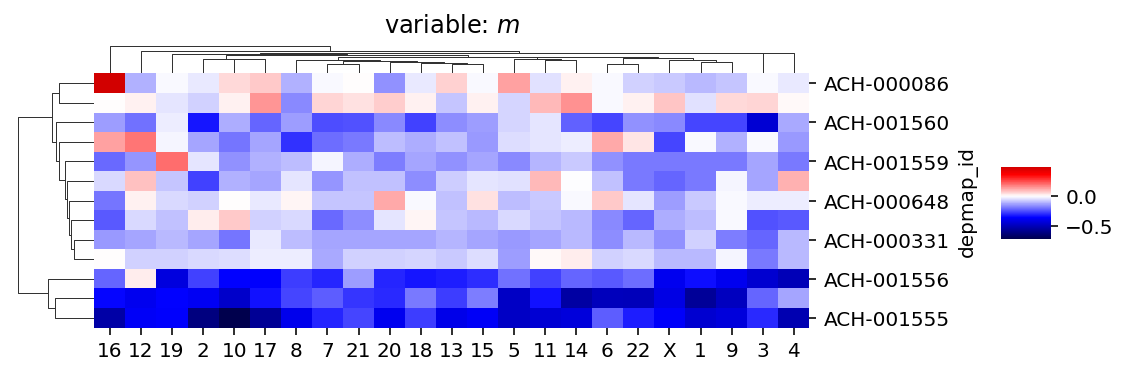 variable: m
ACH-000086
ACH-001560
ACH-001559
ACH-000648
ACH-000331
ACH-001556
ACH-001555
depmap_id
0.0
−0.5
16 12 19 2 10 17 8 7 21 20 18 13 15 5 11 14 6 22 X 1 9 3 4